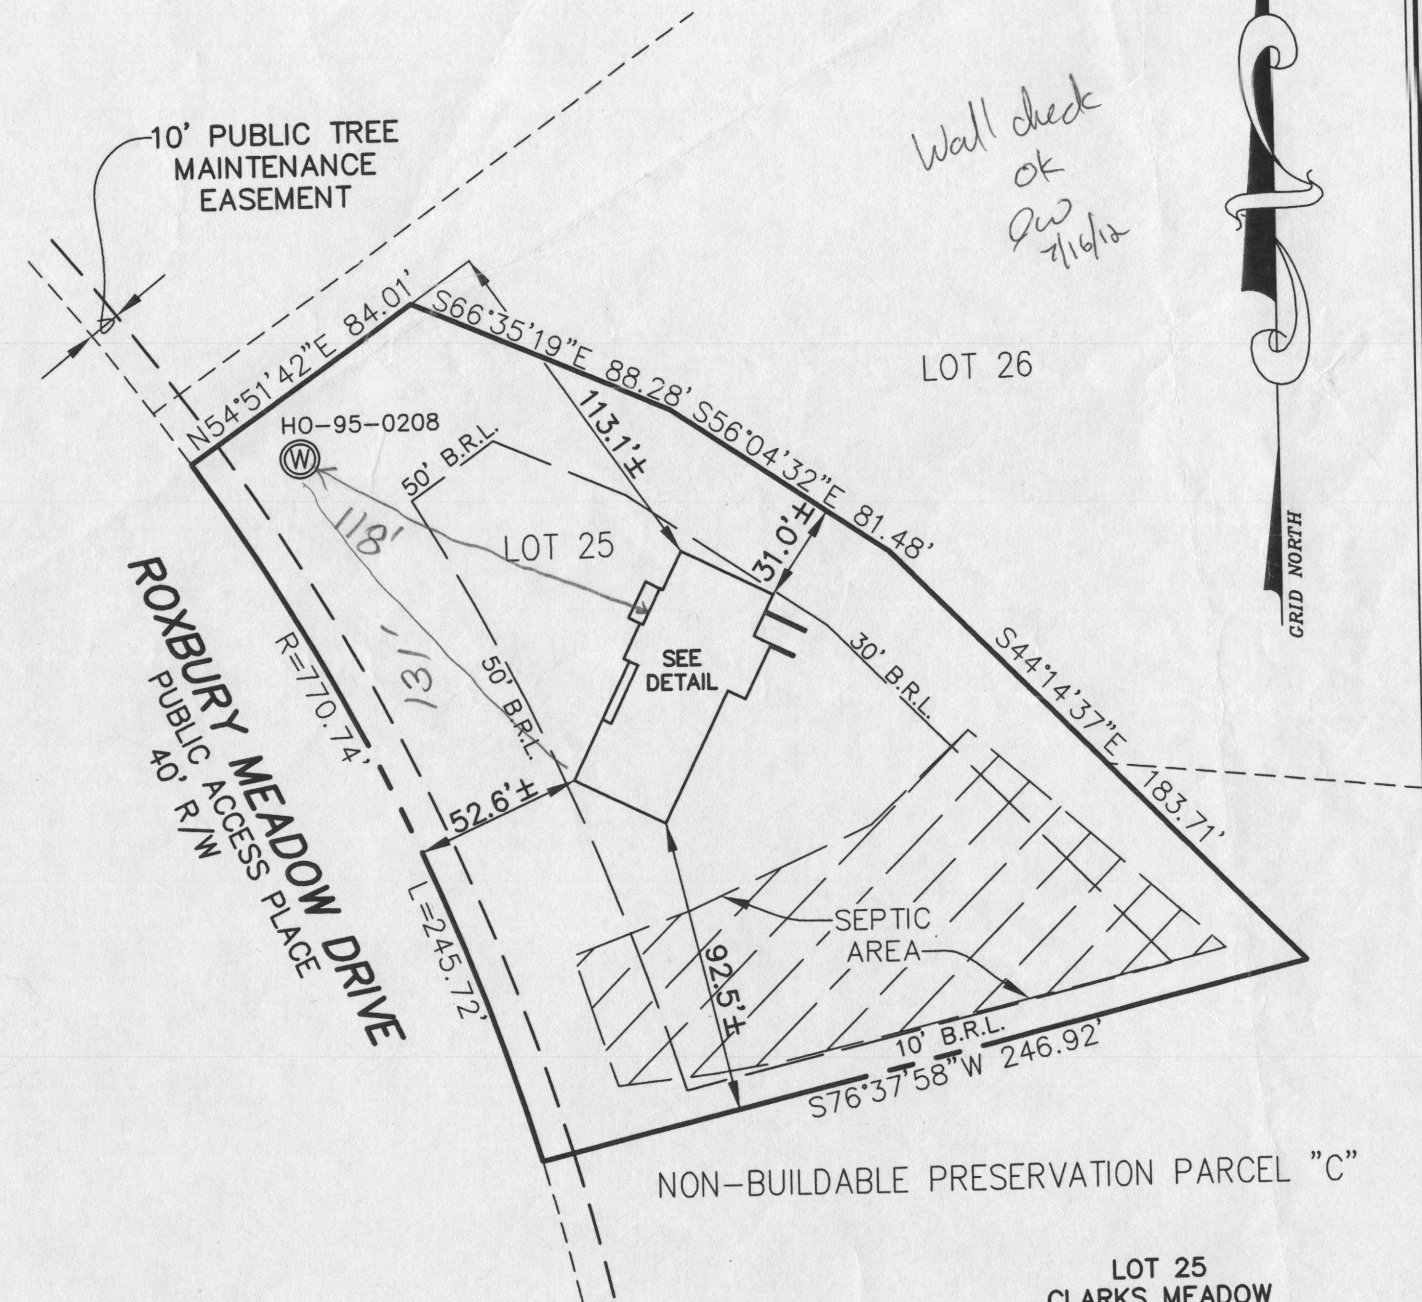 10' PUBLIC TREE
MAINTENANCE
EASEMENT
Wall check
ok
7/16/12
N54°51'42"E 84.01'
S66°35'19"E 88.28'
S56°04'32"E 81.48'
LOT 26
HO-95-0208
W
50' B.R.L.
113.1'±
118'
LOT 25
31.0'±
GRID NORTH
131'
50' B.R.L.
SEE
DETAIL
30' B.R.L.
S44°14'37"E 183.71'
ROXBURY MEADOW DRIVE
PUBLIC ACCESS PLACE
40' R/W
R=770.74'
52.6'±
L=245.72'
SEPTIC
AREA
92.5'±
10' B.R.L.
S76°37'58"W 246.92'
NON-BUILDABLE PRESERVATION PARCEL "C"
LOT 25
CLARKS MEADOW